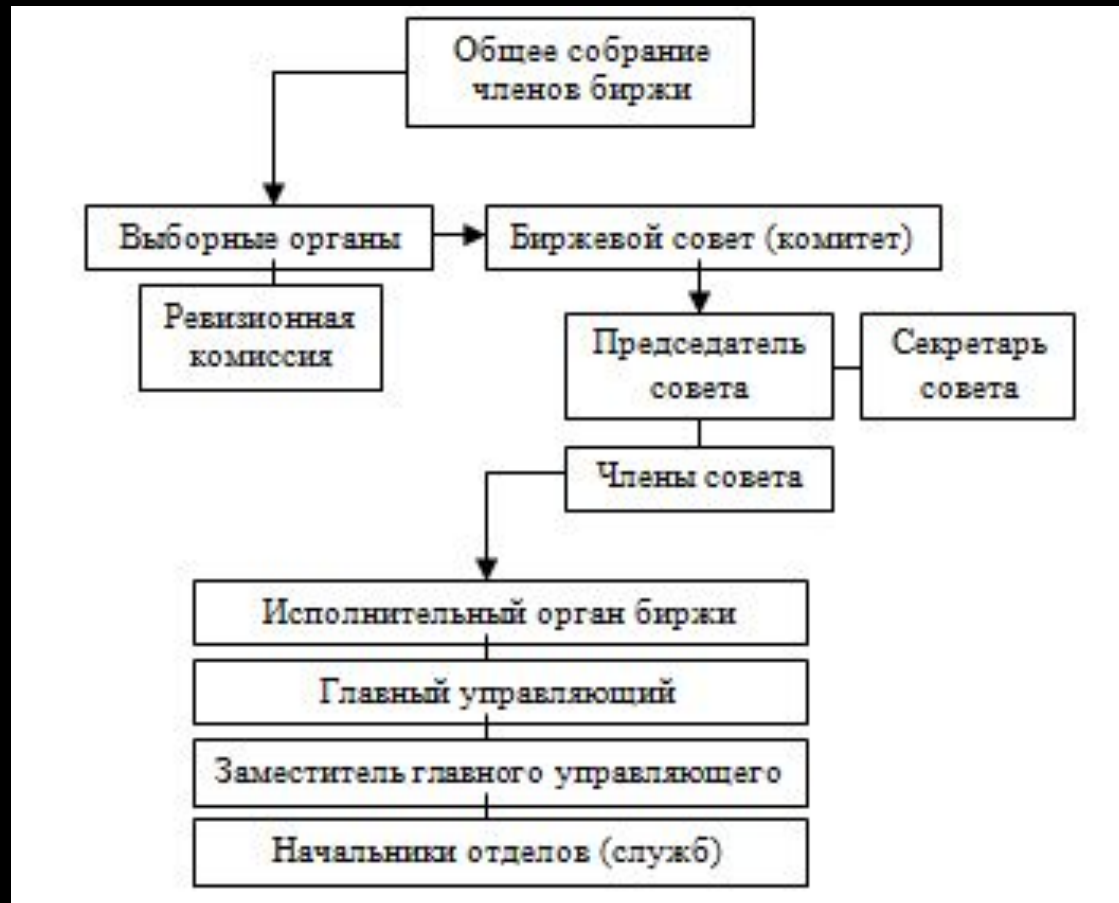 Общее собрание
членов биржи
Выборные органы
Биржевой совет (комитет)
Ревизионная
комиссия
Председатель
совета
Секретарь
совета
Члены совета
Исполнительный орган биржи
Главный управляющий
Заместитель главного управляющего
Начальники отделов (служб)